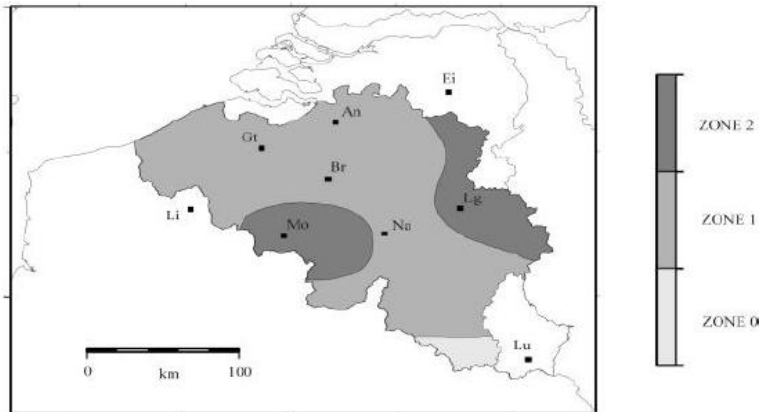 Ei
An
Gt
Br
Li
Mo
Na
Lg
Lu
0 100
km
ZONE 2
ZONE 1
ZONE 0